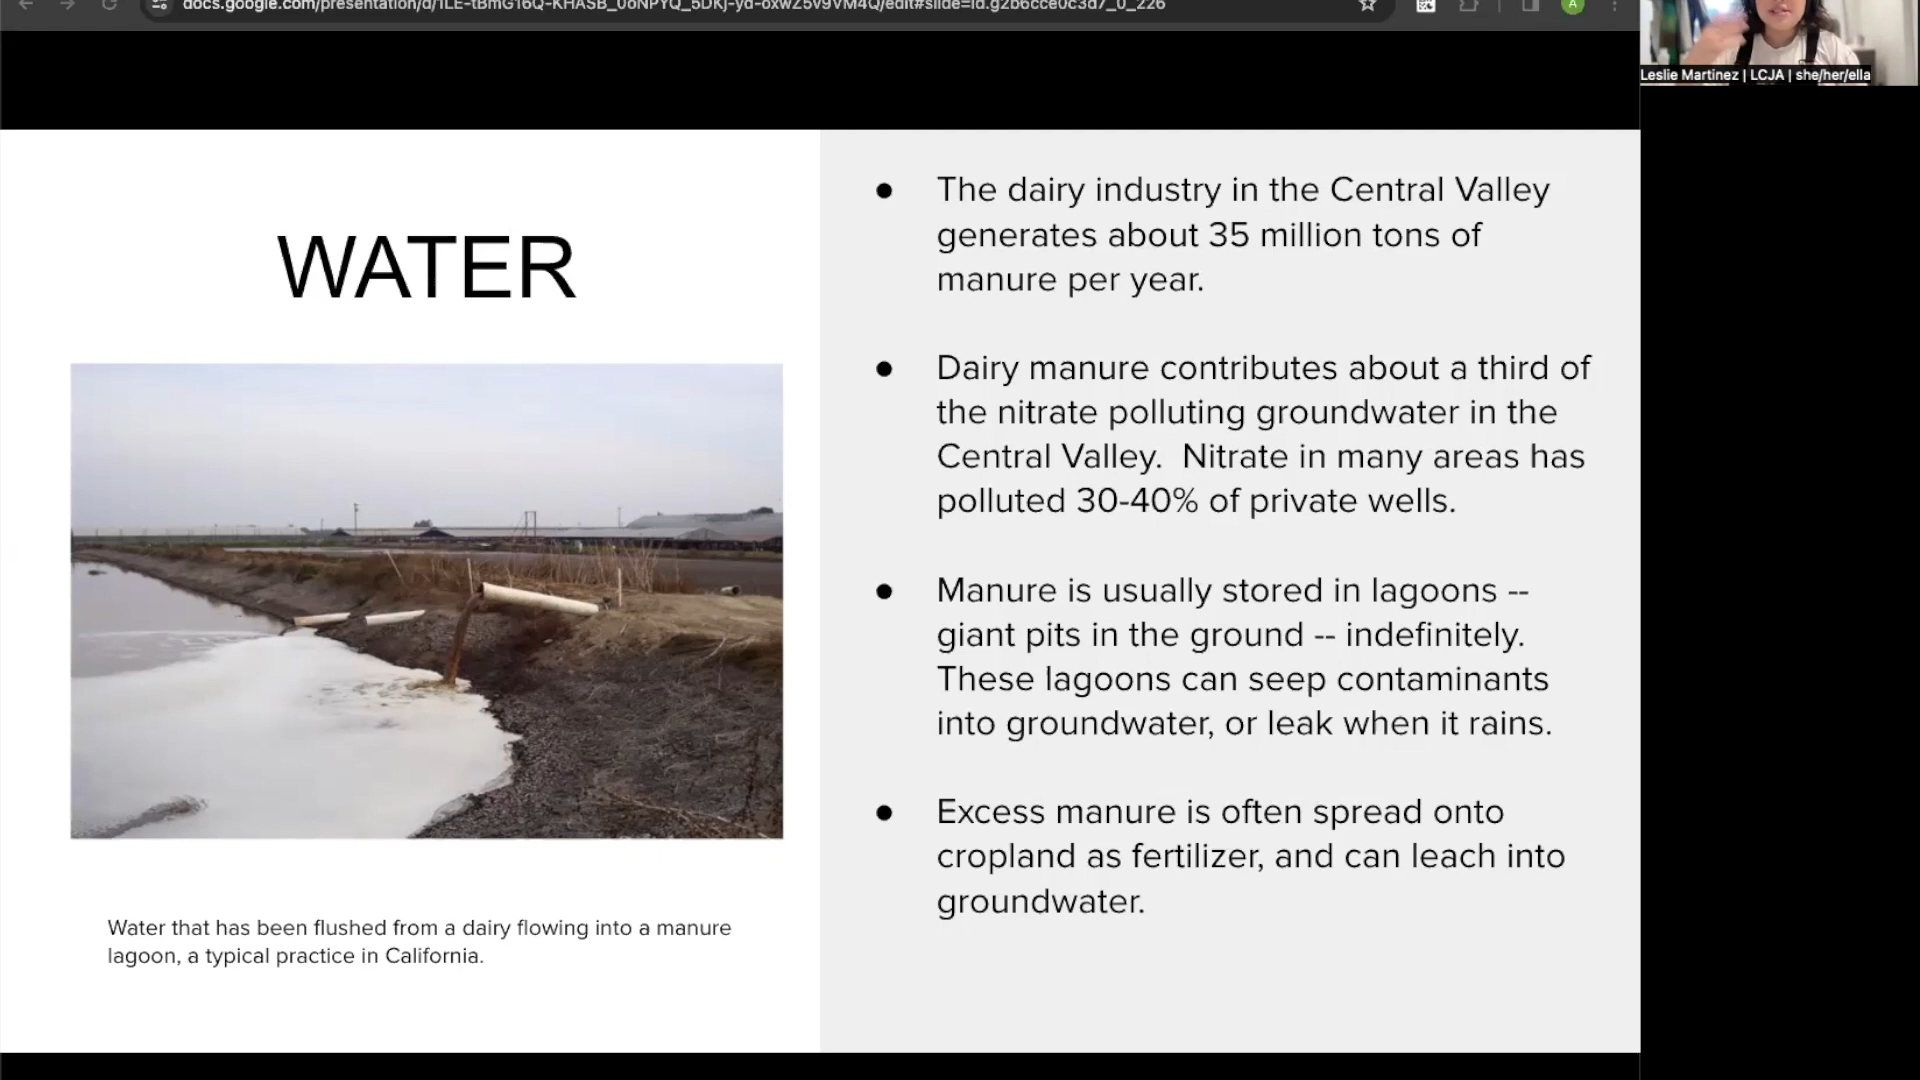 Leslie Martinez | LCJA | she/her/ella
WATER
Water that has been flushed from a dairy flowing into a manure
lagoon, a typical practice in California.
● The dairy industry in the Central Valley
generates about 35 million tons of
manure per year.
● Dairy manure contributes about a third of
the nitrate polluting groundwater in the
Central Valley.  Nitrate in many areas has
polluted 30-40% of private wells.
● Manure is usually stored in lagoons --
giant pits in the ground -- indefinitely.
These lagoons can seep contaminants
into groundwater, or leak when it rains.
● Excess manure is often spread onto
cropland as fertilizer, and can leach into
groundwater.